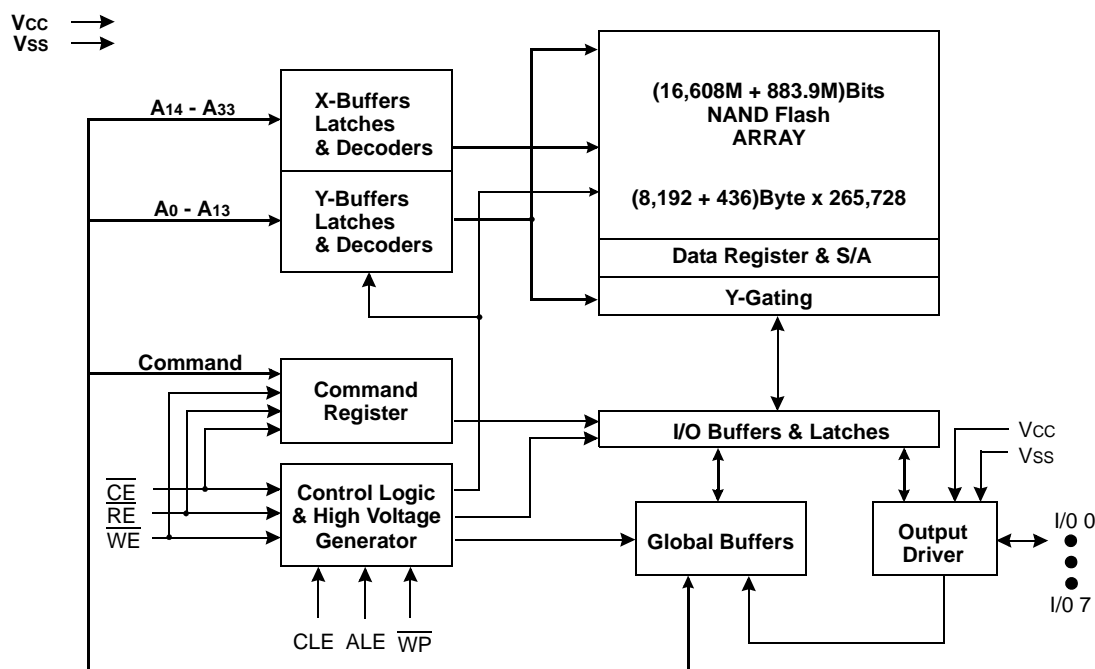 VCC
VSS
A14 - A33
X-Buffers
Latches
& Decoders
A0 - A13
Y-Buffers
Latches
& Decoders
(16,608M + 883.9M)Bits
NAND Flash
ARRAY
(8,192 + 436)Byte x 265,728
Data Register & S/A
Y-Gating
Command
Command
Register
I/O Buffers & Latches
VCC
VSS
CE
RE
WE
Control Logic
& High Voltage
Generator
Global Buffers
Output
Driver
I/0 0
I/0 7
CLE
ALE
WP